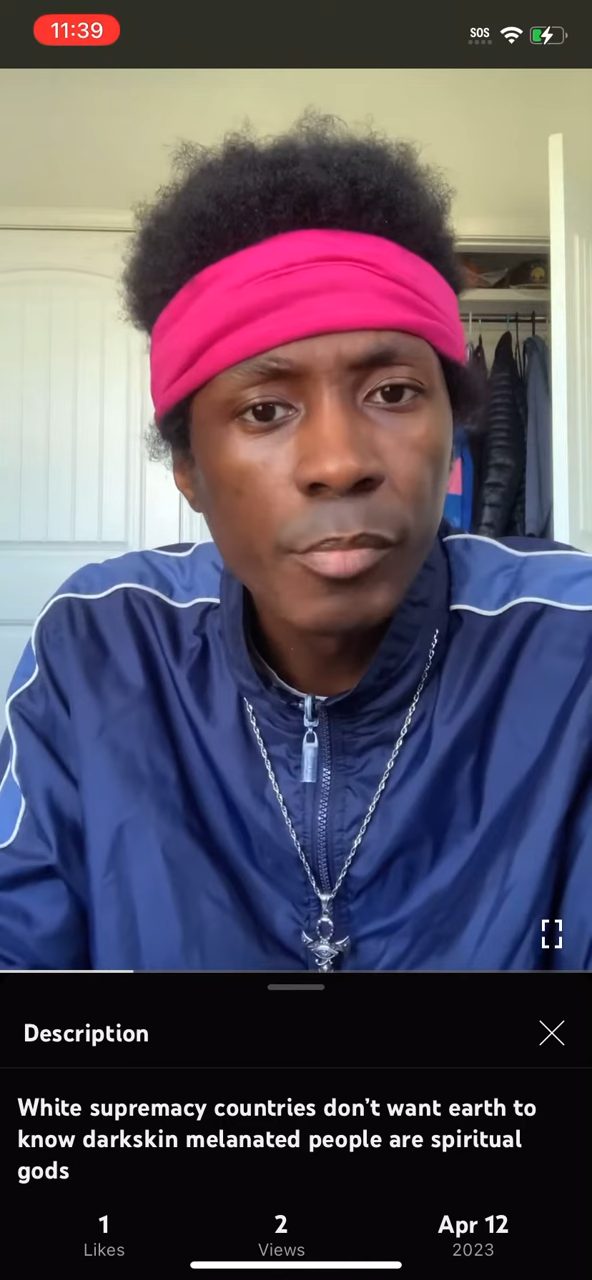 11:39
SOS
Description
White supremacy countries don't want earth to
know darkskin melanated people are spiritual
gods
1 2 Apr 12
Likes Views 2023